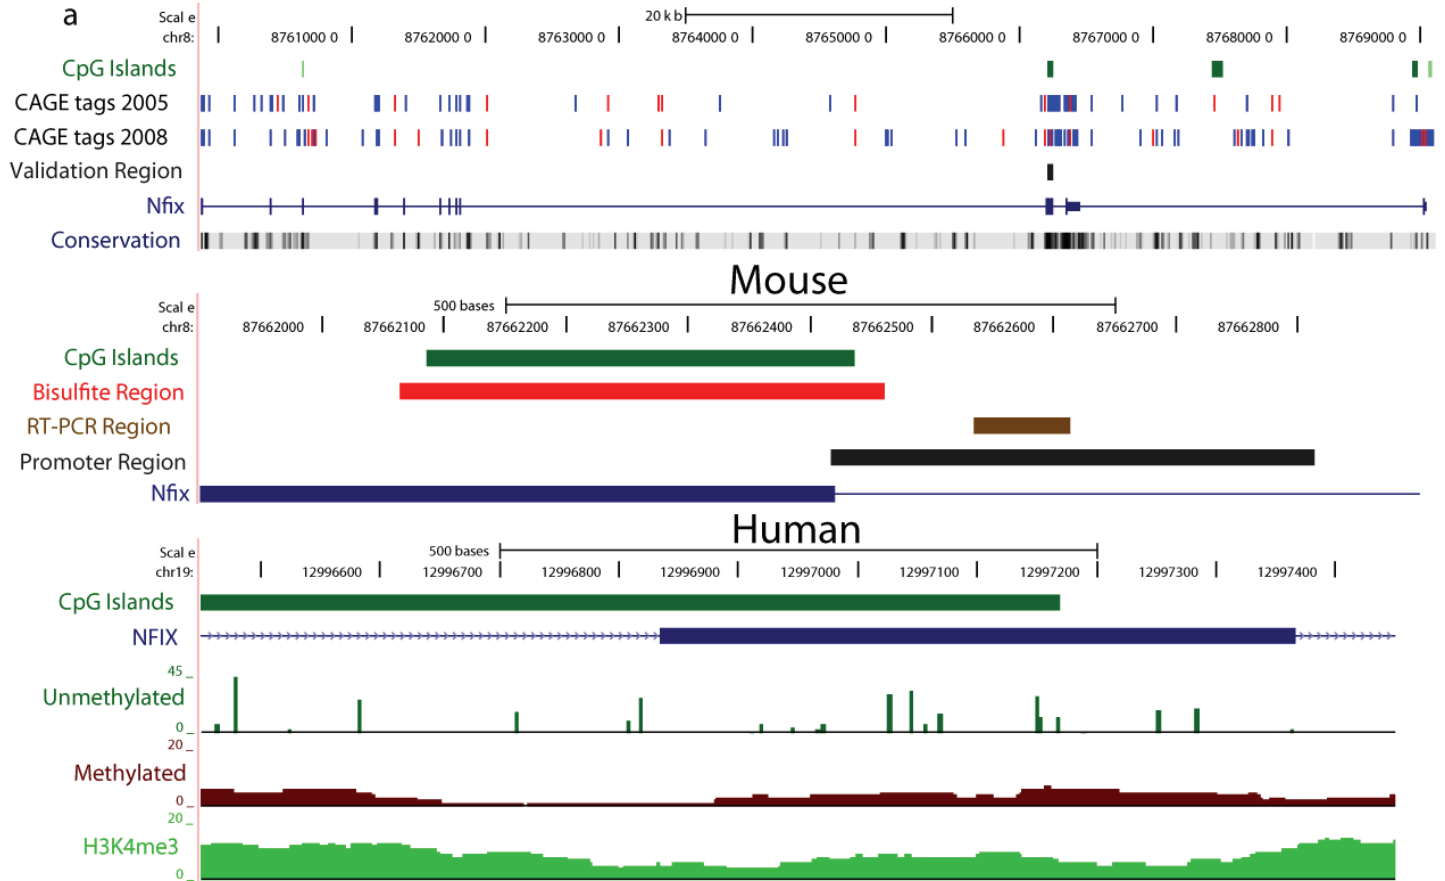 a
Scal e 20 k b
chr8: 8761000 0 8762000 0 8763000 0 8764000 0 8765000 0 8766000 0 8767000 0 8768000 0 8769000 0
CpG Islands
CAGE tags 2005
CAGE tags 2008
Validation Region
Nfix
Conservation
Mouse
Scal e 500 bases
chr8: 87662000 87662100 87662200 87662300 87662400 87662500 87662600 87662700 87662800
CpG Islands
Bisulfite Region
RT-PCR Region
Promoter Region
Nfix
Human
Scal e 500 bases
chr19: 12996600 12996700 12996800 12996900 12997000 12997100 12997200 12997300 12997400
CpG Islands
NFIX
45
Unmethylated
0
20
Methylated
0
20
H3K4me3
0